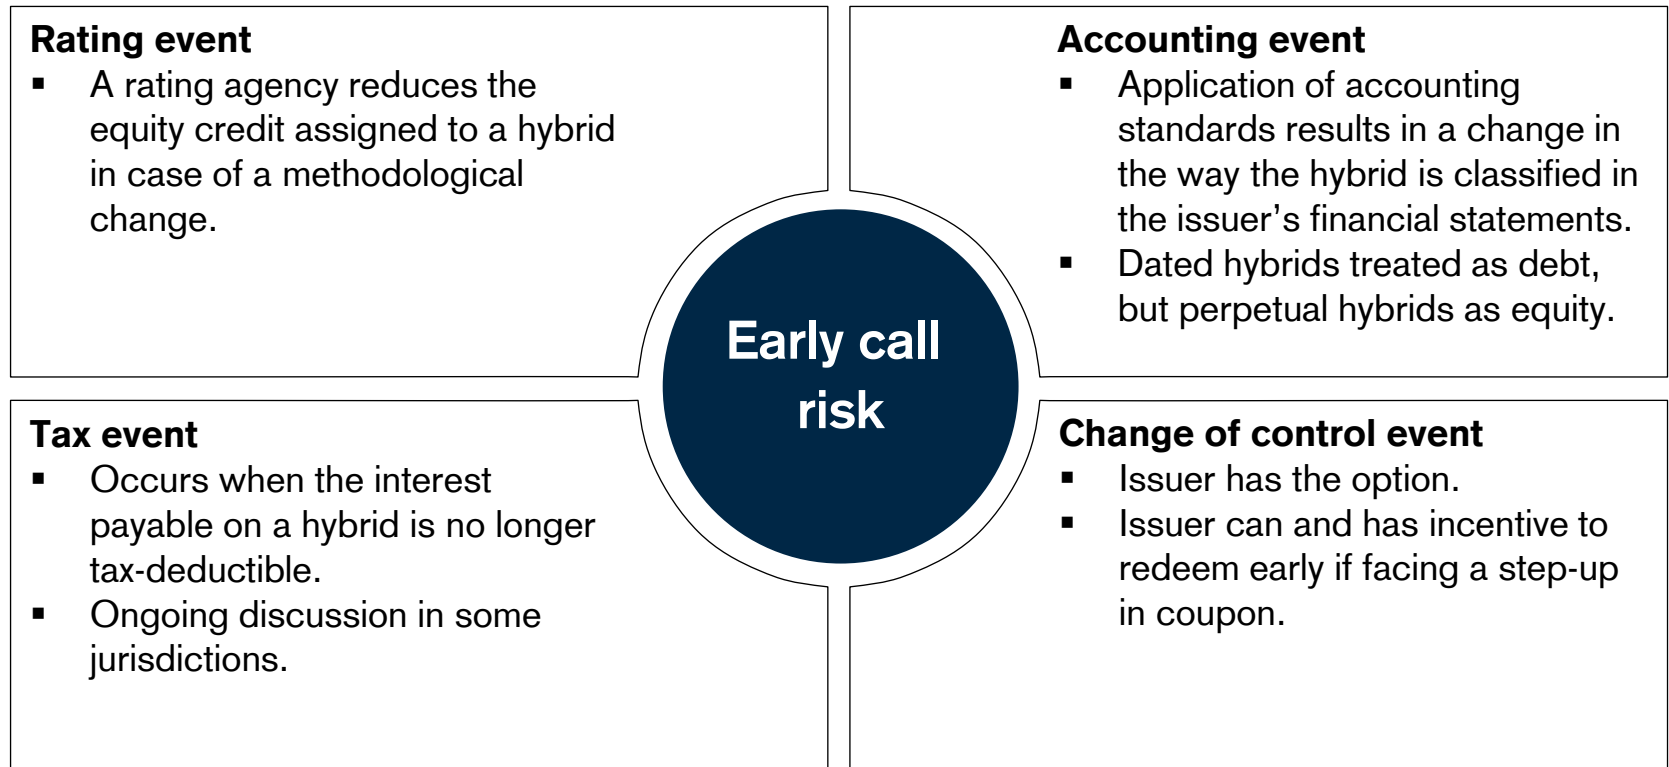 Rating event
▪ A rating agency reduces the
equity credit assigned to a hybrid
in case of a methodological
change.
Accounting event
▪ Application of accounting
standards results in a change in
the way the hybrid is classified in
the issuer’s financial statements.
▪ Dated hybrids treated as debt,
but perpetual hybrids as equity.
Early call
risk
Tax event
▪ Occurs when the interest
payable on a hybrid is no longer
tax-deductible.
▪ Ongoing discussion in some
jurisdictions.
Change of control event
▪ Issuer has the option.
▪ Issuer can and has incentive to
redeem early if facing a step-up
in coupon.